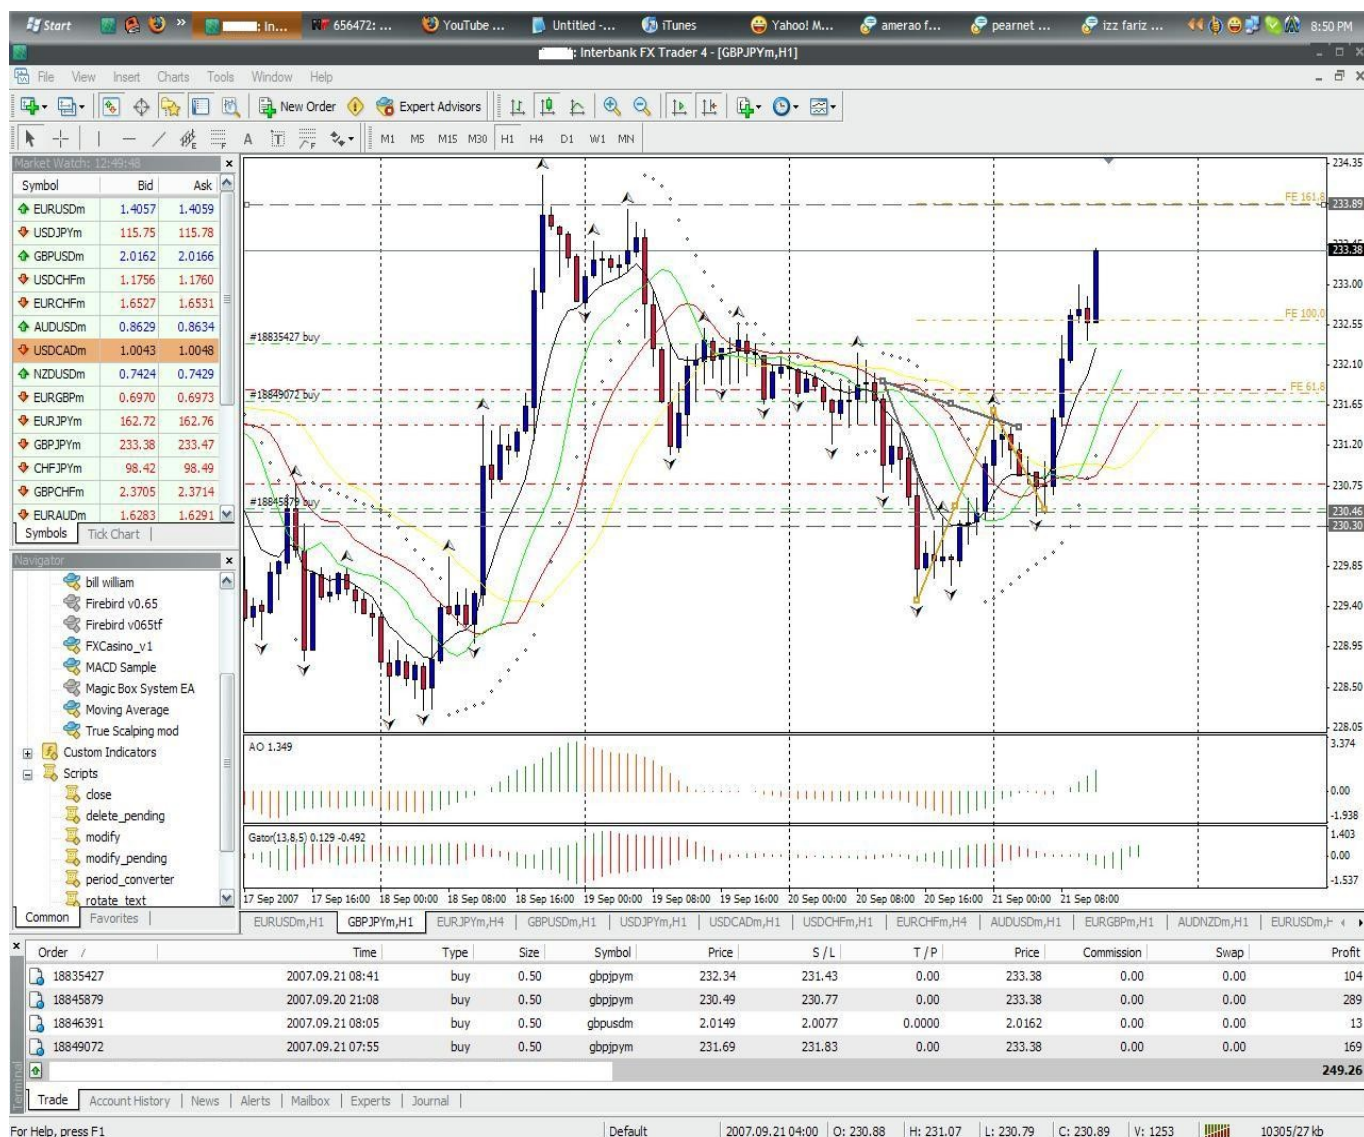 Start » : In... 656472: ... YouTube ... Untitled -... iTunes Yahoo! M... amerao f... pearnet ... izz fariz ... 8:50 PM
: Interbank FX Trader 4 - [GBPJPYm,H1]
File View Insert Charts Tools Window Help
New Order Expert Advisors
A T M1 M5 M15 M30 H1 H4 D1 W1 MN
Market Watch: 12:49:48
Symbol Bid Ask
EURUSDm 1.4057 1.4059
USDJPYm 115.75 115.78
GBPUSDm 2.0162 2.0166
USDCHFm 1.1756 1.1760
EURCHFm 1.6527 1.6531
AUDUSDm 0.8629 0.8634
USDCADm 1.0043 1.0048
NZDUSDm 0.7424 0.7429
EURGBPm 0.6970 0.6973
EURJPYm 162.72 162.76
GBPJPYm 233.38 233.47
CHFJPYm 98.42 98.49
GBPCHFm 2.3705 2.3714
EURAUDm 1.6283 1.6291
Symbols Tick Chart
Navigator
bill william
Firebird v0.65
Firebird v065tf
FXCasino_v1
MACD Sample
Magic Box System EA
Moving Average
True Scalping mod
Custom Indicators
Scripts
close
delete_pending
modify
modify_pending
period_converter
rotate_text
Common Favorites
#18835427 buy
#18849072 buy
#18845879 buy
FE 161.8
FE 100.0
FE 61.8
234.35
233.89
233.38
233.00
232.55
232.10
231.65
231.20
230.75
230.46
230.30
229.85
229.40
228.95
228.50
228.05
AO 1.349
3.374
0.00
-1.938
Gator(13,8,5) 0.129 -0.492
1.403
0.00
-1.537
17 Sep 2007 17 Sep 16:00 18 Sep 00:00 18 Sep 08:00 18 Sep 16:00 19 Sep 00:00 19 Sep 08:00 19 Sep 16:00 20 Sep 00:00 20 Sep 08:00 20 Sep 16:00 21 Sep 00:00 21 Sep 08:00
EURUSDm,H1 GBPJPYm,H1 EURJPYm,H4 GBPUSDm,H1 USDJPYm,H1 USDCADm,H1 USDCHFm,H1 EURCHFm,H4 AUDUSDm,H1 EURGBPm,H1 AUDNZDm,H1 EURUSDm,H
Order / Time Type Size Symbol Price S / L T / P Price Commission Swap Profit
18835427 2007.09.21 08:41 buy 0.50 gbpjpym 232.34 231.43 0.00 233.38 0.00 0.00 104
18845879 2007.09.20 21:08 buy 0.50 gbpjpym 230.49 230.77 0.00 233.38 0.00 0.00 289
18846391 2007.09.21 08:05 buy 0.50 gbpusdm 2.0149 2.0077 0.0000 2.0162 0.00 0.00 13
18849072 2007.09.21 07:55 buy 0.50 gbpjpym 231.69 231.83 0.00 233.38 0.00 0.00 169
249.26
Terminal
Trade Account History News Alerts Mailbox Experts Journal
For Help, press F1 Default 2007.09.21 04:00 O: 230.88 H: 231.07 L: 230.79 C: 230.89 V: 1253 10305/27 kb